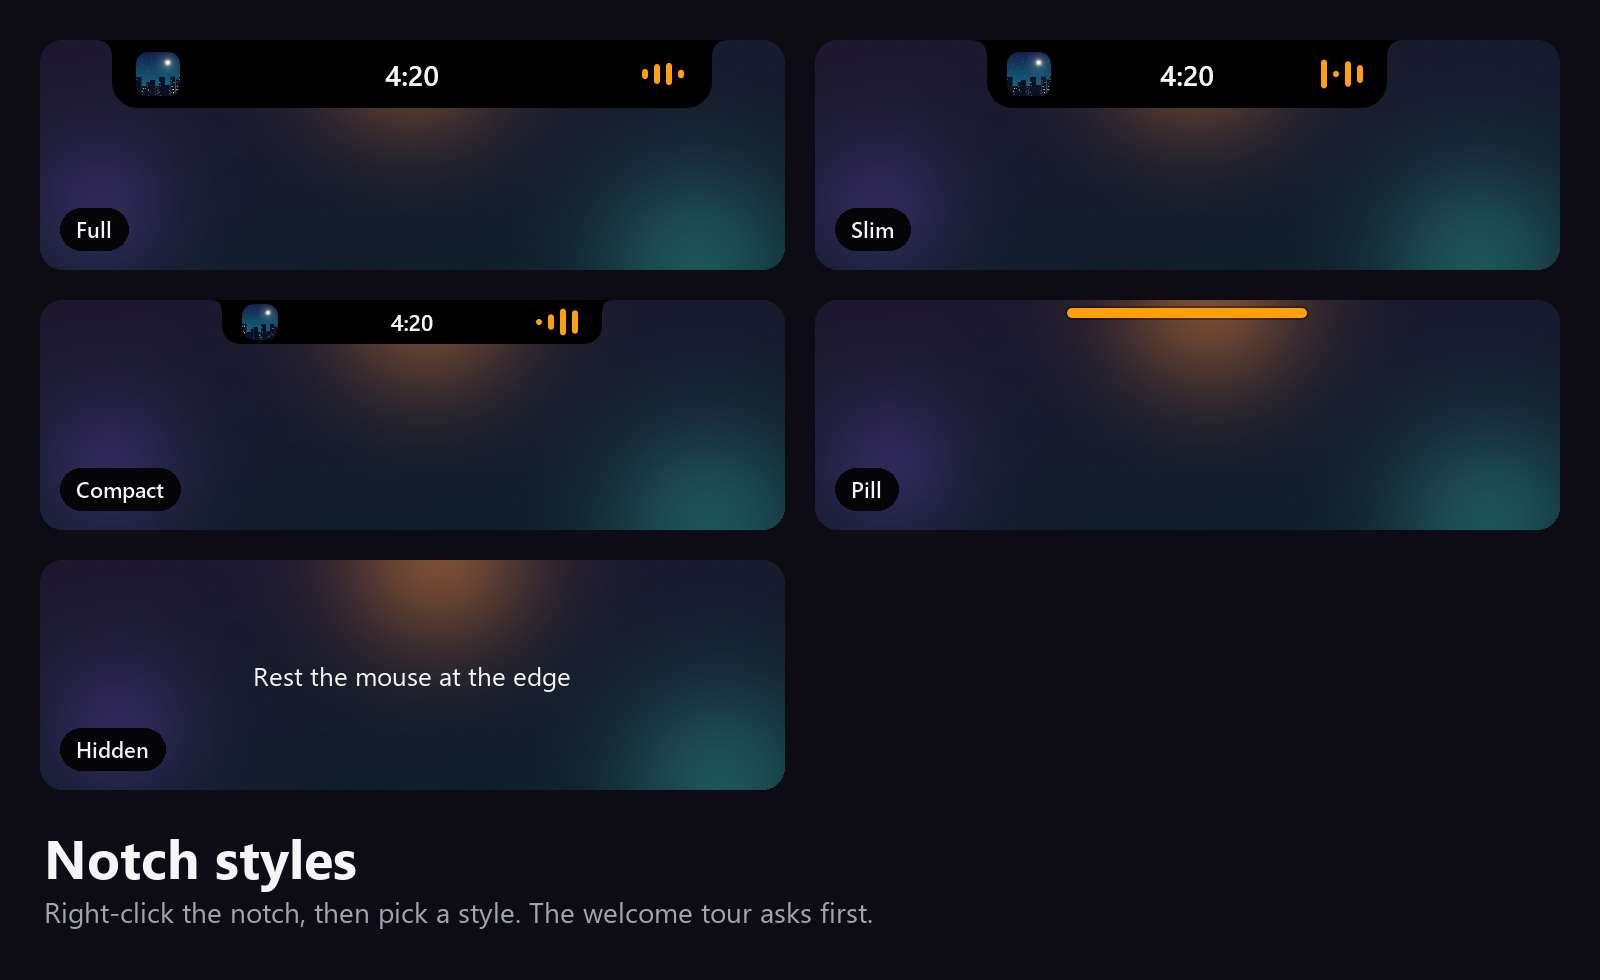 4:20
Full
4:20
Slim
4:20
Compact
Pill
Rest the mouse at the edge
Hidden
Notch styles
Right-click the notch, then pick a style. The welcome tour asks first.